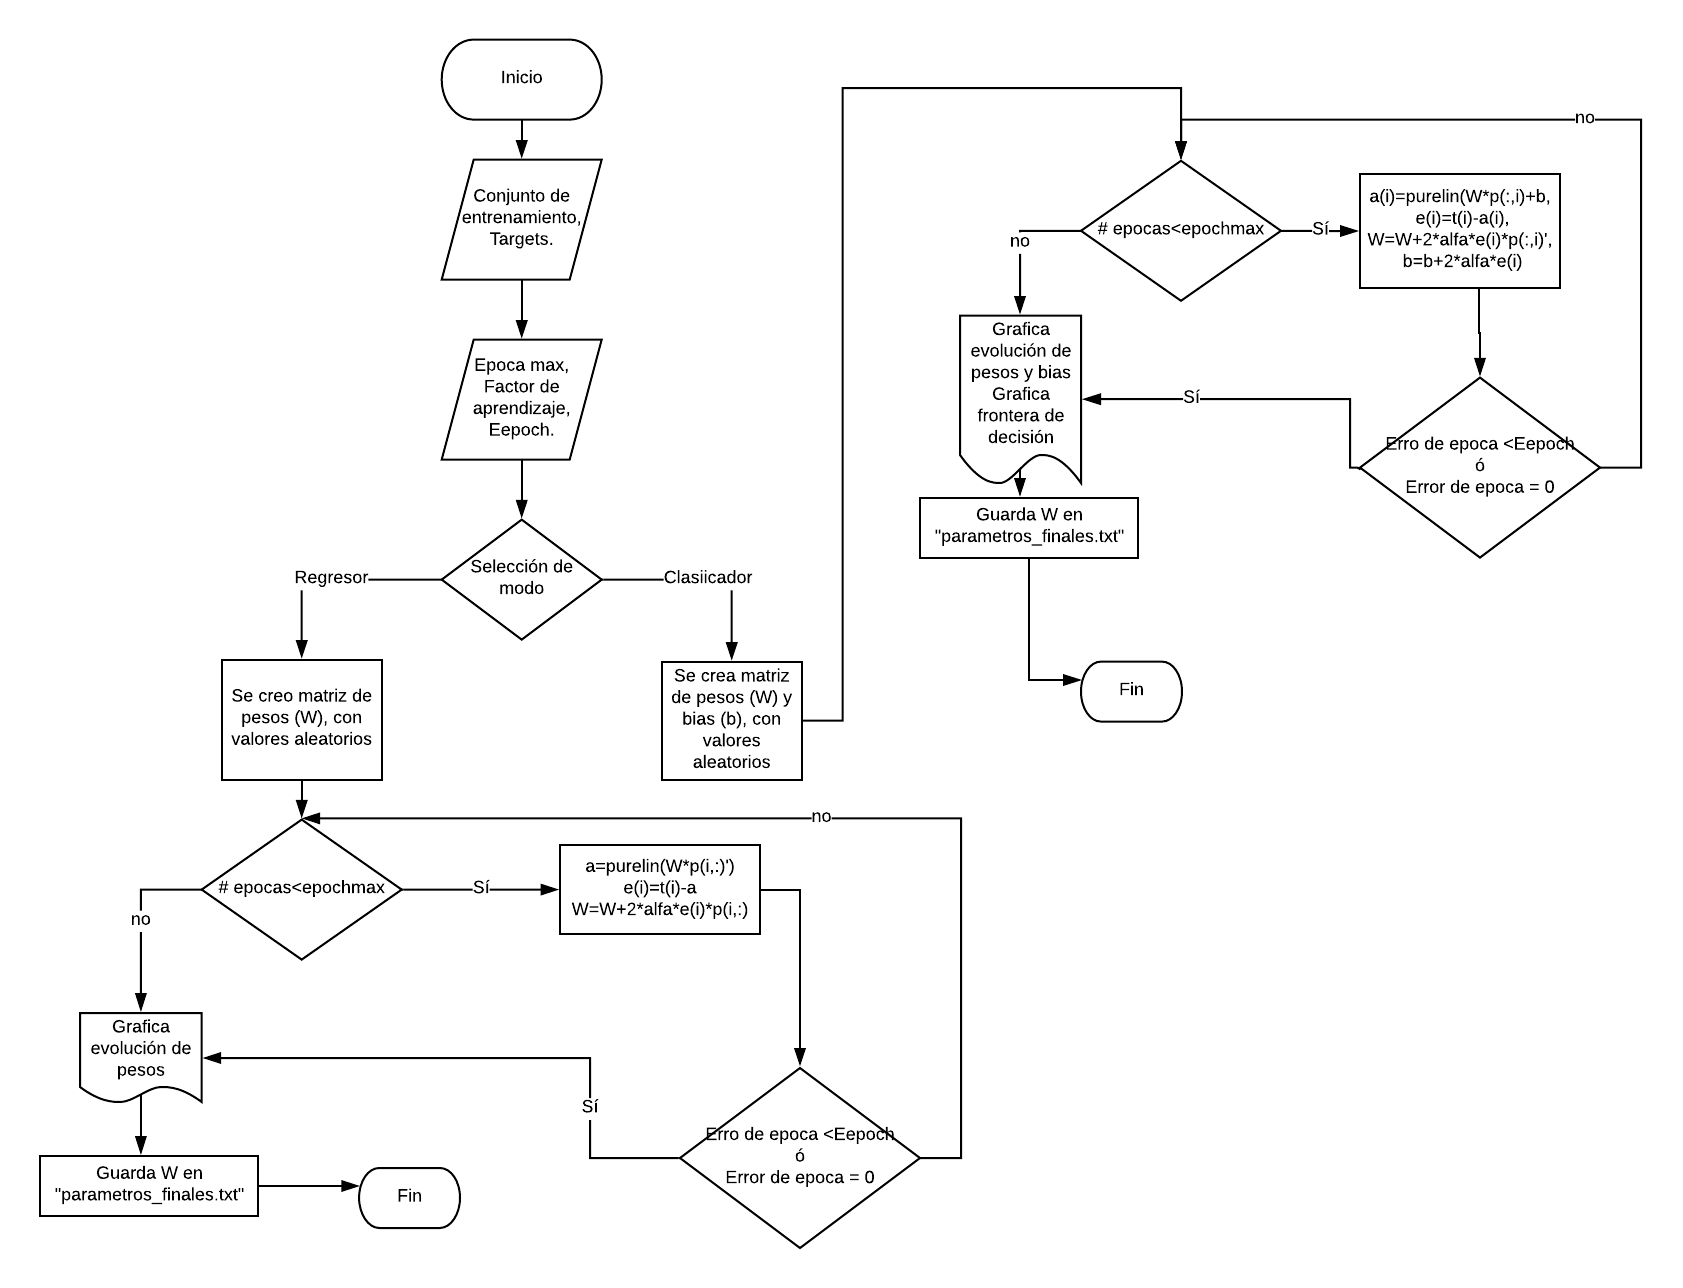 Inicio
Conjunto de
entrenamiento,
Targets.
Epoca max,
Factor de
aprendizaje,
Eepoch.
Selección de
modo
Regresor
Clasiicador
Se creo matriz de
pesos (W), con
valores aleatorios
Se crea matriz
de pesos (W) y
bias (b), con
valores
aleatorios
# epocas<epochmax
no
Sí
a=purelin(W*p(i,:)')
e(i)=t(i)-a
W=W+2*alfa*e(i)*p(i,:)
no
Erro de epoca <Eepoch
ó
Error de epoca = 0
Sí
Grafica
evolución de
pesos
Guarda W en
"parametros_finales.txt"
Fin
# epocas<epochmax
no
Sí
a(i)=purelin(W*p(:,i)+b,
e(i)=t(i)-a(i),
W=W+2*alfa*e(i)*p(:,i)',
b=b+2*alfa*e(i)
no
Erro de epoca <Eepoch
ó
Error de epoca = 0
Sí
Grafica
evolución de
pesos y bias
Grafica
frontera de
decisión
Guarda W en
"parametros_finales.txt"
Fin